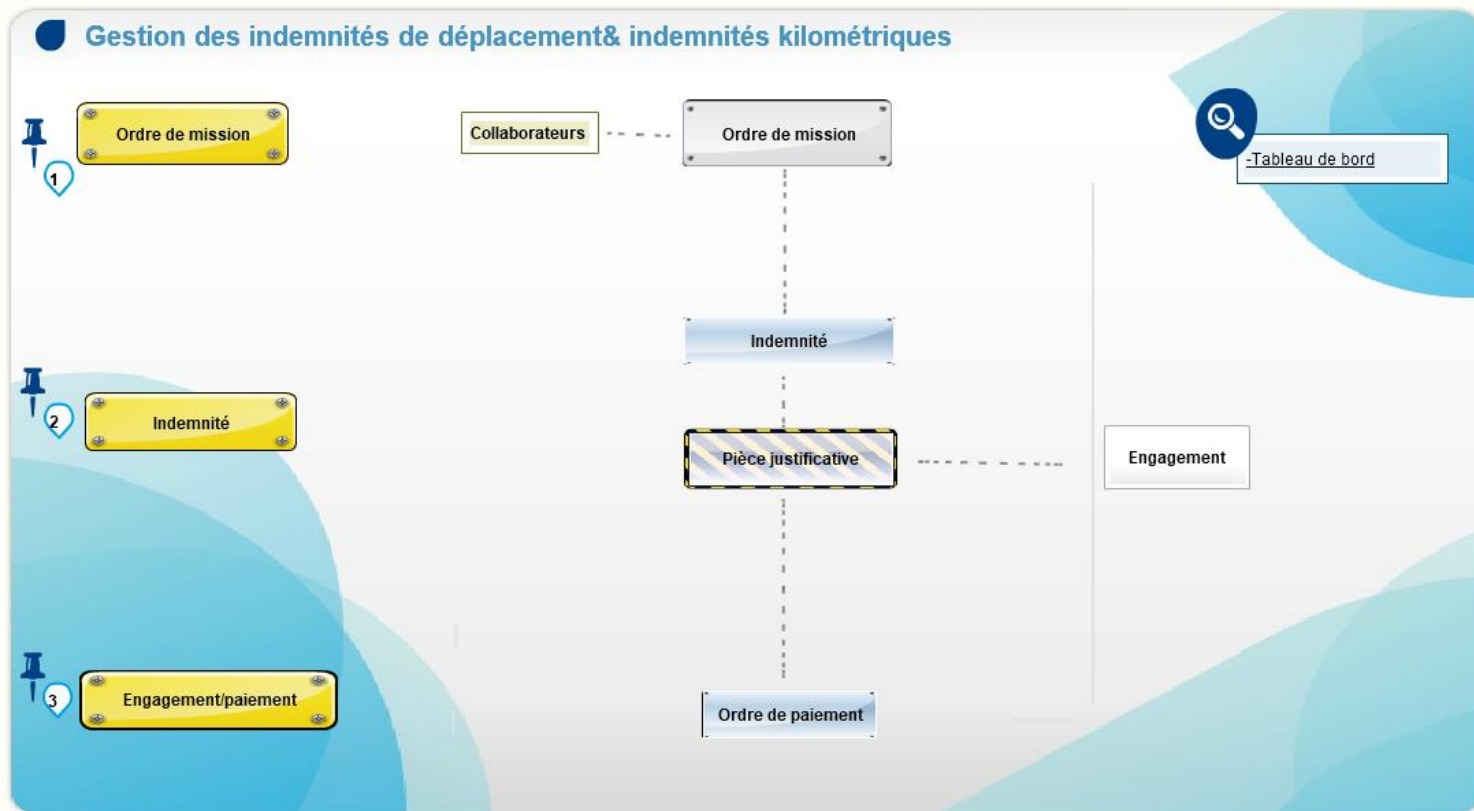 Gestion des indemnités de déplacement& indemnités kilométriques
Ordre de mission
1
Collaborateurs
Ordre de mission
-Tableau de bord
Indemnité
2
Indemnité
Pièce justificative
Engagement
3
Engagement/paiement
Ordre de paiement